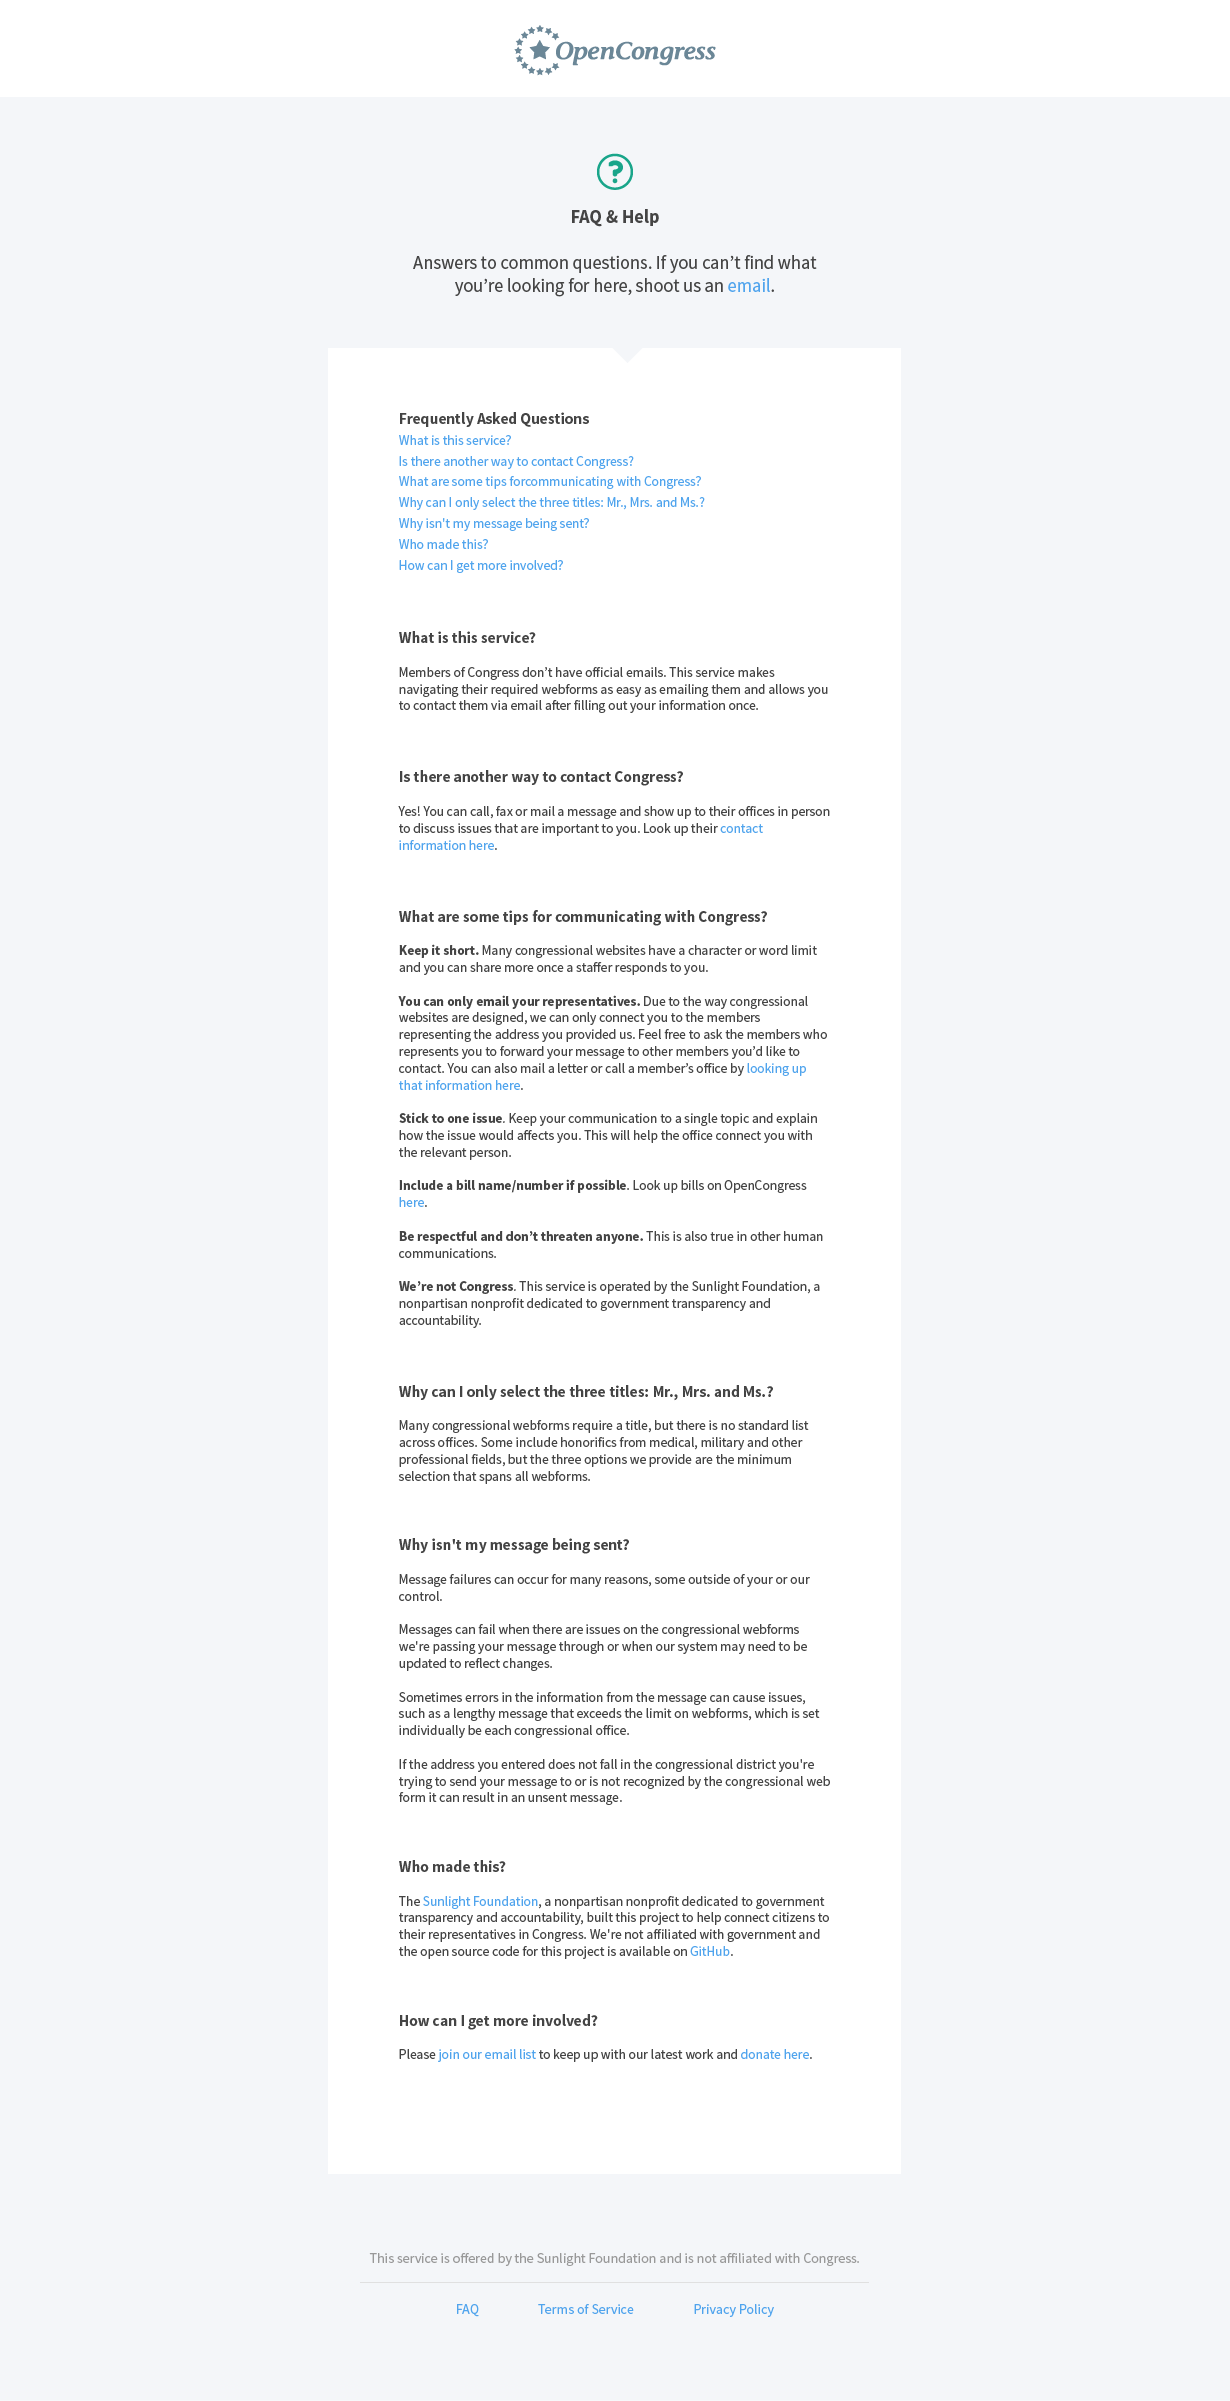 OpenCongress
FAQ & Help
Answers to common questions. If you can’t find what
you’re looking for here, shoot us an email.
Frequently Asked Questions
What is this service?
Is there another way to contact Congress?
What are some tips forcommunicating with Congress?
Why can I only select the three titles: Mr., Mrs. and Ms.?
Why isn't my message being sent?
Who made this?
How can I get more involved?
What is this service?
Members of Congress don’t have official emails. This service makes
navigating their required webforms as easy as emailing them and allows you
to contact them via email after filling out your information once.
Is there another way to contact Congress?
Yes! You can call, fax or mail a message and show up to their offices in person
to discuss issues that are important to you. Look up their contact
information here.
What are some tips for communicating with Congress?
Keep it short. Many congressional websites have a character or word limit
and you can share more once a staffer responds to you.
You can only email your representatives. Due to the way congressional
websites are designed, we can only connect you to the members
representing the address you provided us. Feel free to ask the members who
represents you to forward your message to other members you’d like to
contact. You can also mail a letter or call a member’s office by looking up
that information here.
Stick to one issue. Keep your communication to a single topic and explain
how the issue would affects you. This will help the office connect you with
the relevant person.
Include a bill name/number if possible. Look up bills on OpenCongress
here.
Be respectful and don’t threaten anyone. This is also true in other human
communications.
We’re not Congress. This service is operated by the Sunlight Foundation, a
nonpartisan nonprofit dedicated to government transparency and
accountability.
Why can I only select the three titles: Mr., Mrs. and Ms.?
Many congressional webforms require a title, but there is no standard list
across offices. Some include honorifics from medical, military and other
professional fields, but the three options we provide are the minimum
selection that spans all webforms.
Why isn't my message being sent?
Message failures can occur for many reasons, some outside of your or our
control.
Messages can fail when there are issues on the congressional webforms
we're passing your message through or when our system may need to be
updated to reflect changes.
Sometimes errors in the information from the message can cause issues,
such as a lengthy message that exceeds the limit on webforms, which is set
individually be each congressional office.
If the address you entered does not fall in the congressional district you're
trying to send your message to or is not recognized by the congressional web
form it can result in an unsent message.
Who made this?
The Sunlight Foundation, a nonpartisan nonprofit dedicated to government
transparency and accountability, built this project to help connect citizens to
their representatives in Congress. We're not affiliated with government and
the open source code for this project is available on GitHub.
How can I get more involved?
Please join our email list to keep up with our latest work and donate here.
This service is offered by the Sunlight Foundation and is not affiliated with Congress.
FAQ Terms of Service Privacy Policy